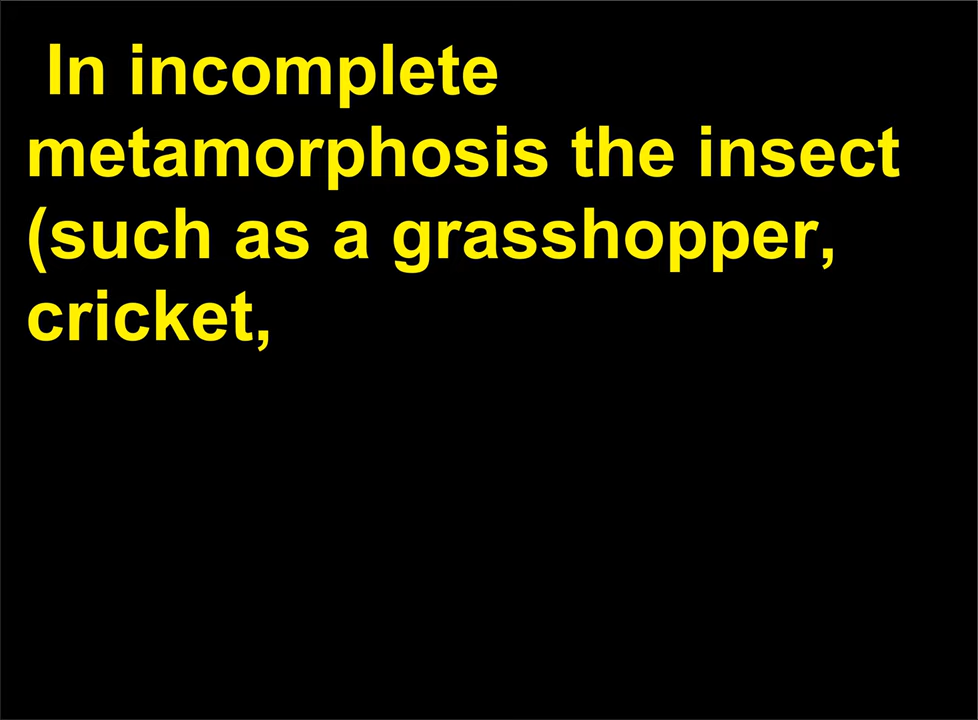 In incomplete
metamorphosis the insect
(such as a grasshopper,
cricket,